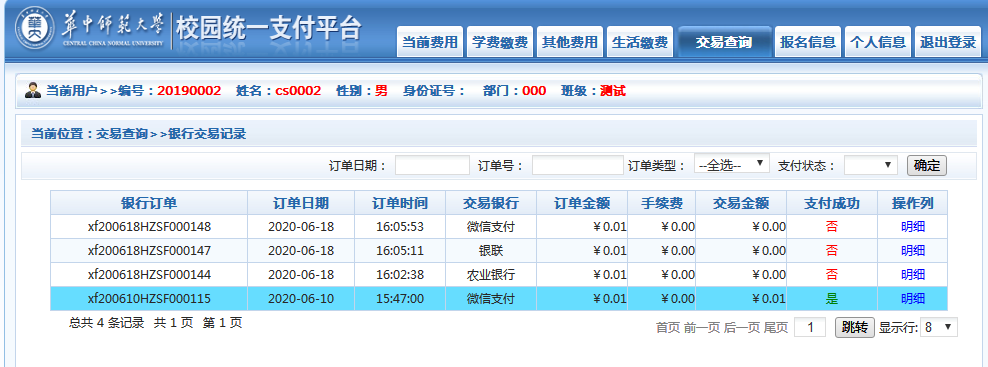 華中師範大學 校园统一支付平台
CENTRAL CHINA NORMAL UNIVERSITY
当前费用 学费缴费 其他费用 生活缴费 交易查询 报名信息 个人信息 退出登录
当前用户>>编号：20190002 姓名：cs0002 性别：男 身份证号： 部门：000 班级：测试
当前位置：交易查询>>银行交易记录
订单日期： 订单号： 订单类型： --全选-- 支付状态： 确定
银行订单 订单日期 订单时间 交易银行 订单金额 手续费 交易金额 支付成功 操作列
xf200618HZSF000148 2020-06-18 16:05:53 微信支付 ￥0.01 ￥0.00 ￥0.00 否 明细
xf200618HZSF000147 2020-06-18 16:05:11 银联 ￥0.01 ￥0.00 ￥0.00 否 明细
xf200618HZSF000144 2020-06-18 16:02:38 农业银行 ￥0.01 ￥0.00 ￥0.00 否 明细
xf200610HZSF000115 2020-06-10 15:47:00 微信支付 ￥0.01 ￥0.00 ￥0.01 是 明细
总共 4 条记录 共 1 页 第 1 页 首页 前一页 后一页 尾页 1 跳转 显示行: 8